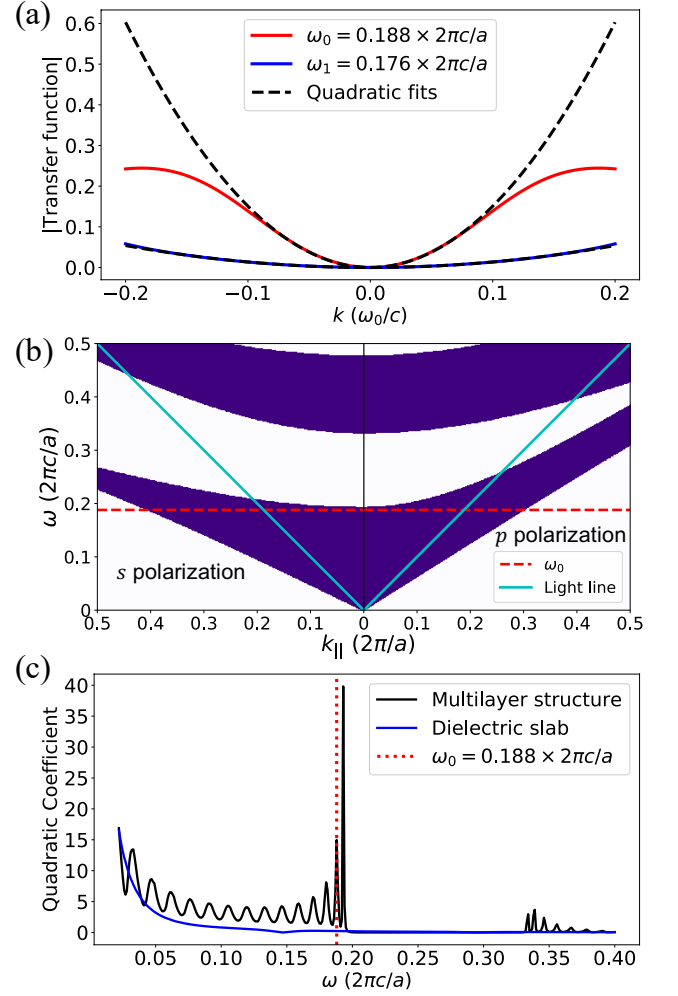 (a)
0.6
0.5
0.4
0.3
0.2
0.1
0.0
|Transfer function|
ω₀ = 0.188 × 2πc/a
ω₁ = 0.176 × 2πc/a
Quadratic fits
−0.2 −0.1 0.0 0.1 0.2
k (ω₀/c)
(b)
0.5
0.4
0.3
0.2
0.1
0
ω (2πc/a)
s polarization
p polarization
ω₀
Light line
0.5 0.4 0.3 0.2 0.1 0 0.1 0.2 0.3 0.4 0.5
k|| (2π/a)
(c)
40
35
30
25
20
15
10
5
0
Quadratic Coefficient
Multilayer structure
Dielectric slab
ω₀ = 0.188 × 2πc/a
0.05 0.10 0.15 0.20 0.25 0.30 0.35 0.40
ω (2πc/a)